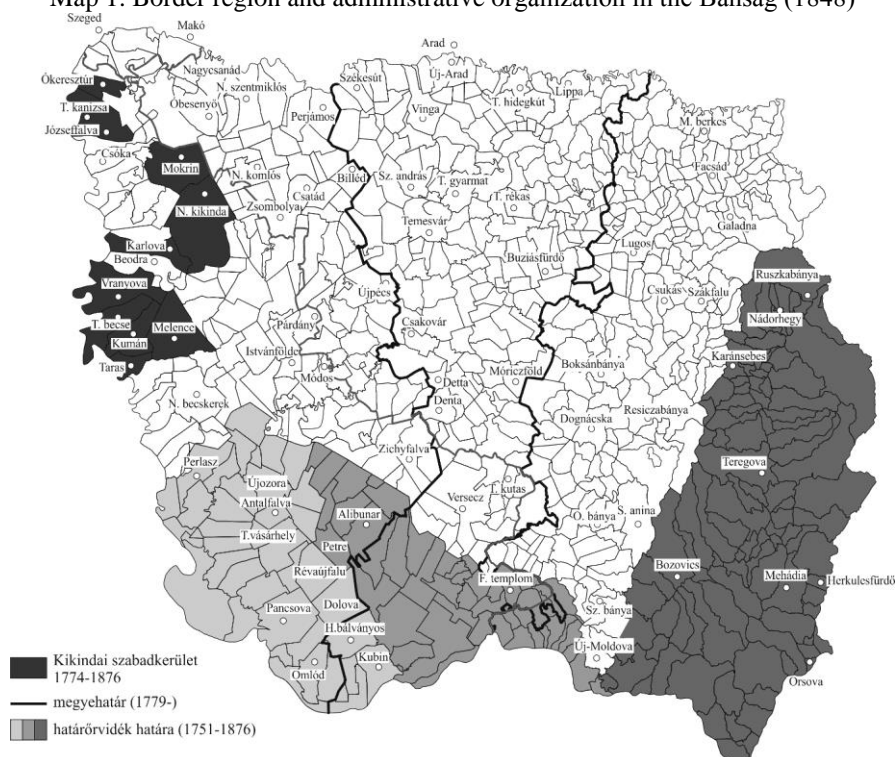 Map 1. Border region and administrative organization in the Bánság (1848)
Szeged
Makó
Arad
Ókeresztúr
Nagycsanád
Székesút
Új-Arad
N. szentmiklós
T. hidegkút
Lippa
T. kanizsa
Óbesenyő
Perjámos
Vinga
M. berkes
Józseffalva
Csóka
Mokrin
N. komlós
Billéd
Sz. andrás
Facsád
T. gyarmat
N. kikinda
Zsombolya
Csatád
T. rékas
Temesvár
Galadna
Karlova
Lugos
Beodra
Buziásfürdő
Ruszkabánya
Vranyova
Újpécs
Csukás
Szákfalu
Nádorhegy
T. becse
Melence
Párdány
Csakovár
Kumán
Istvánfölde
Karánsebes
Taras
Módos
Móriczföld
Boksánbánya
Detta
Denta
N. becskerek
Dognácska
Resiczabánya
Zichyfalva
Perlasz
Teregova
Újozora
Versecz
T. kutas
Antalfalva
Alibunar
O. bánya
S. anina
T.vásárhely
Petre
Révaújfalu
F. templom
Bozovics
Mehádia
Herkulesfürdő
Pancsova
Dolova
Sz. bánya
H.bálványos
Új-Moldova
Omlód
Kubin
Orsova
Kikindai szabadkerület
1774-1876
megyehatár (1779-)
határőrvidék határa (1751-1876)